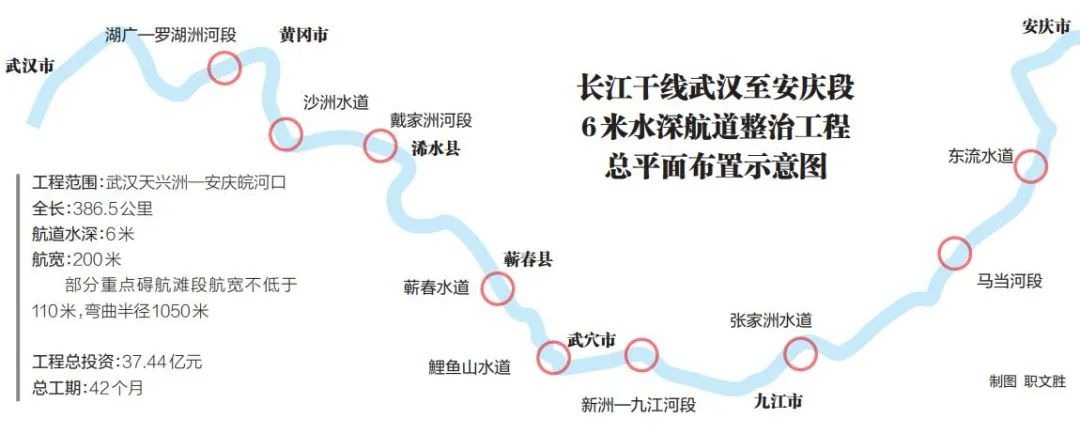 长江干线武汉至安庆段
6米水深航道整治工程
总平面布置示意图
武汉市
湖广—罗湖洲河段
黄冈市
沙洲水道
戴家洲河段
浠水县
蕲春县
蕲春水道
武穴市
鲤鱼山水道
新洲—九江河段
九江市
张家洲水道
马当河段
东流水道
安庆市
工程范围:武汉天兴洲—安庆皖河口
全长:386.5公里
航道水深:6米
航宽:200米
部分重点碍航滩段航宽不低于
110米,弯曲半径1050米
工程总投资:37.44亿元
总工期:42个月
制图 职文胜